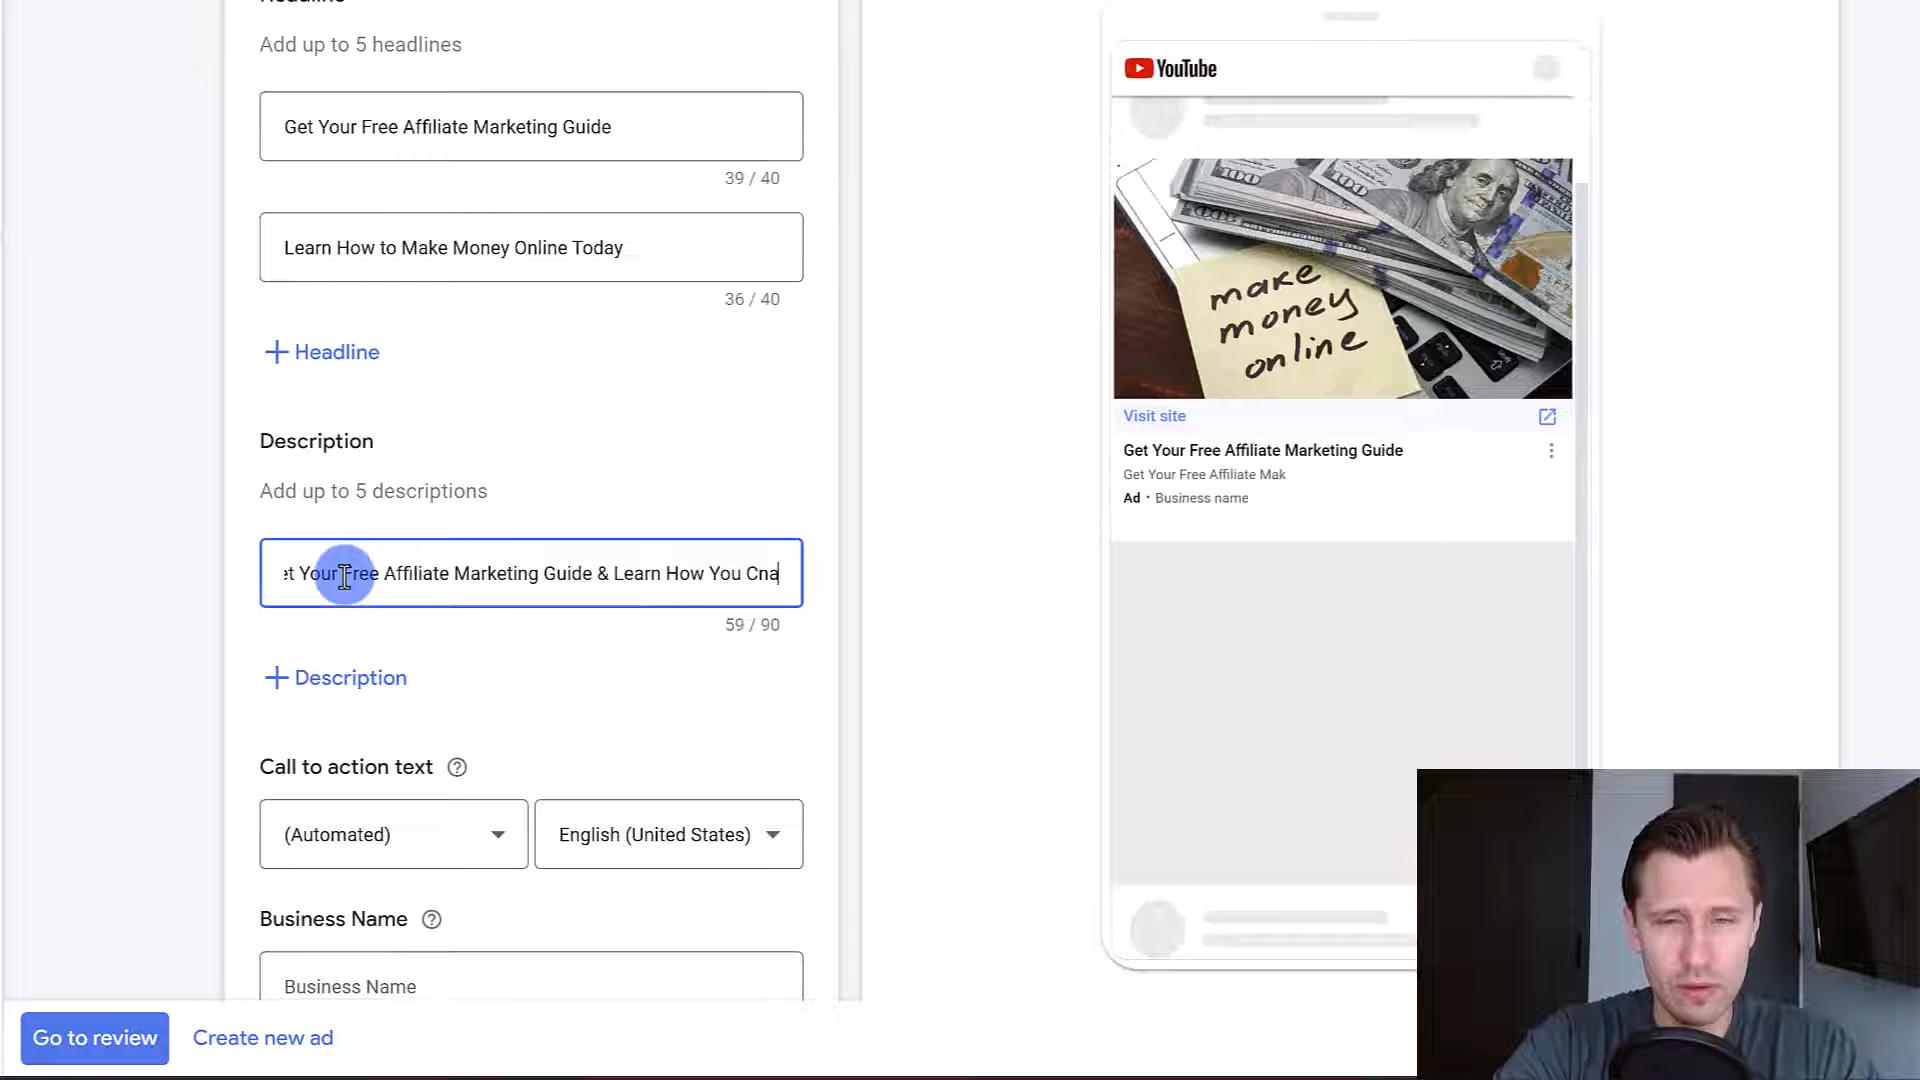 Add up to 5 headlines
Get Your Free Affiliate Marketing Guide
39 / 40
Learn How to Make Money Online Today
36 / 40
+ Headline
Description
Add up to 5 descriptions
et Your Free Affiliate Marketing Guide & Learn How You Cna
59 / 90
+ Description
Call to action text
(Automated)
English (United States)
Business Name
Business Name
Go to review
Create new ad
YouTube
100
100
make
money
online
Visit site
Get Your Free Affiliate Marketing Guide
Get Your Free Affiliate Mak
Ad · Business name